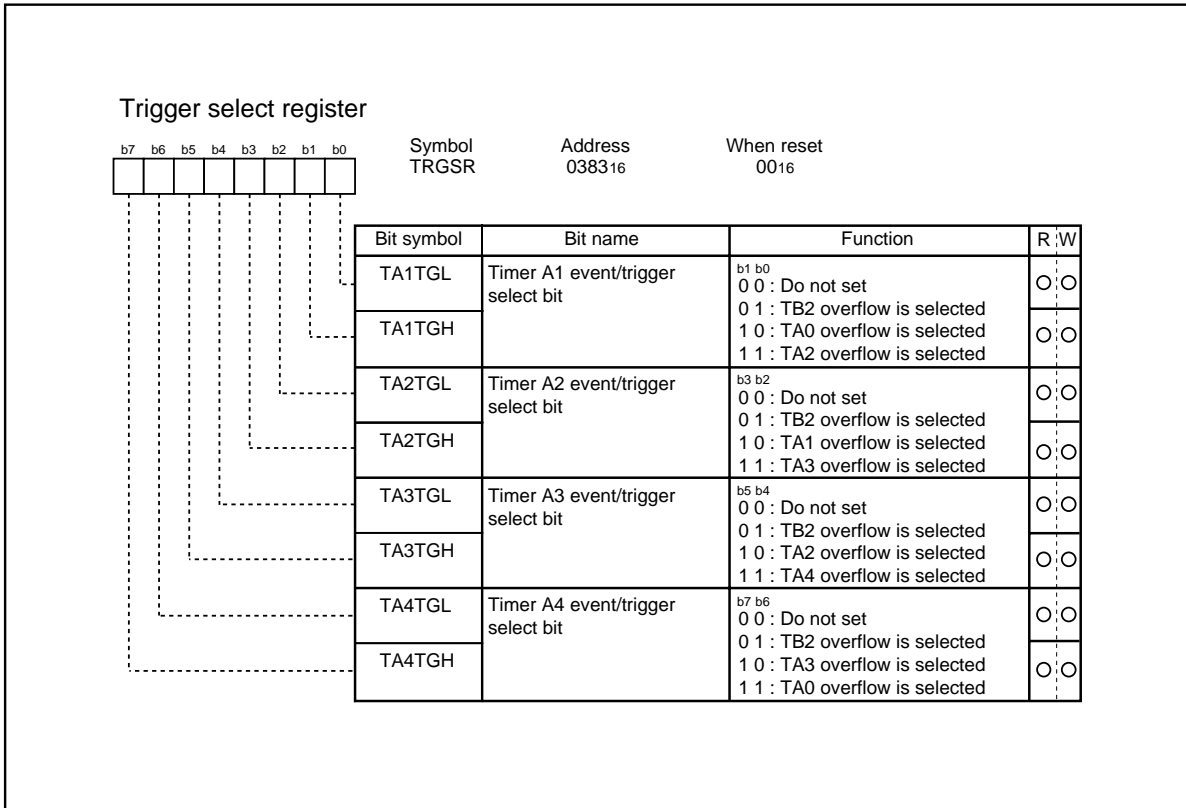 Trigger select register
b7 b6 b5 b4 b3 b2 b1 b0
Symbol Address When reset
TRGSR 038316 0016
Bit symbol Bit name Function R W
TA1TGL Timer A1 event/trigger select bit
TA1TGH
b1 b0
0 0 : Do not set
0 1 : TB2 overflow is selected
1 0 : TA0 overflow is selected
1 1 : TA2 overflow is selected
TA2TGL Timer A2 event/trigger select bit
TA2TGH
b3 b2
0 0 : Do not set
0 1 : TB2 overflow is selected
1 0 : TA1 overflow is selected
1 1 : TA3 overflow is selected
TA3TGL Timer A3 event/trigger select bit
TA3TGH
b5 b4
0 0 : Do not set
0 1 : TB2 overflow is selected
1 0 : TA2 overflow is selected
1 1 : TA4 overflow is selected
TA4TGL Timer A4 event/trigger select bit
TA4TGH
b7 b6
0 0 : Do not set
0 1 : TB2 overflow is selected
1 0 : TA3 overflow is selected
1 1 : TA0 overflow is selected